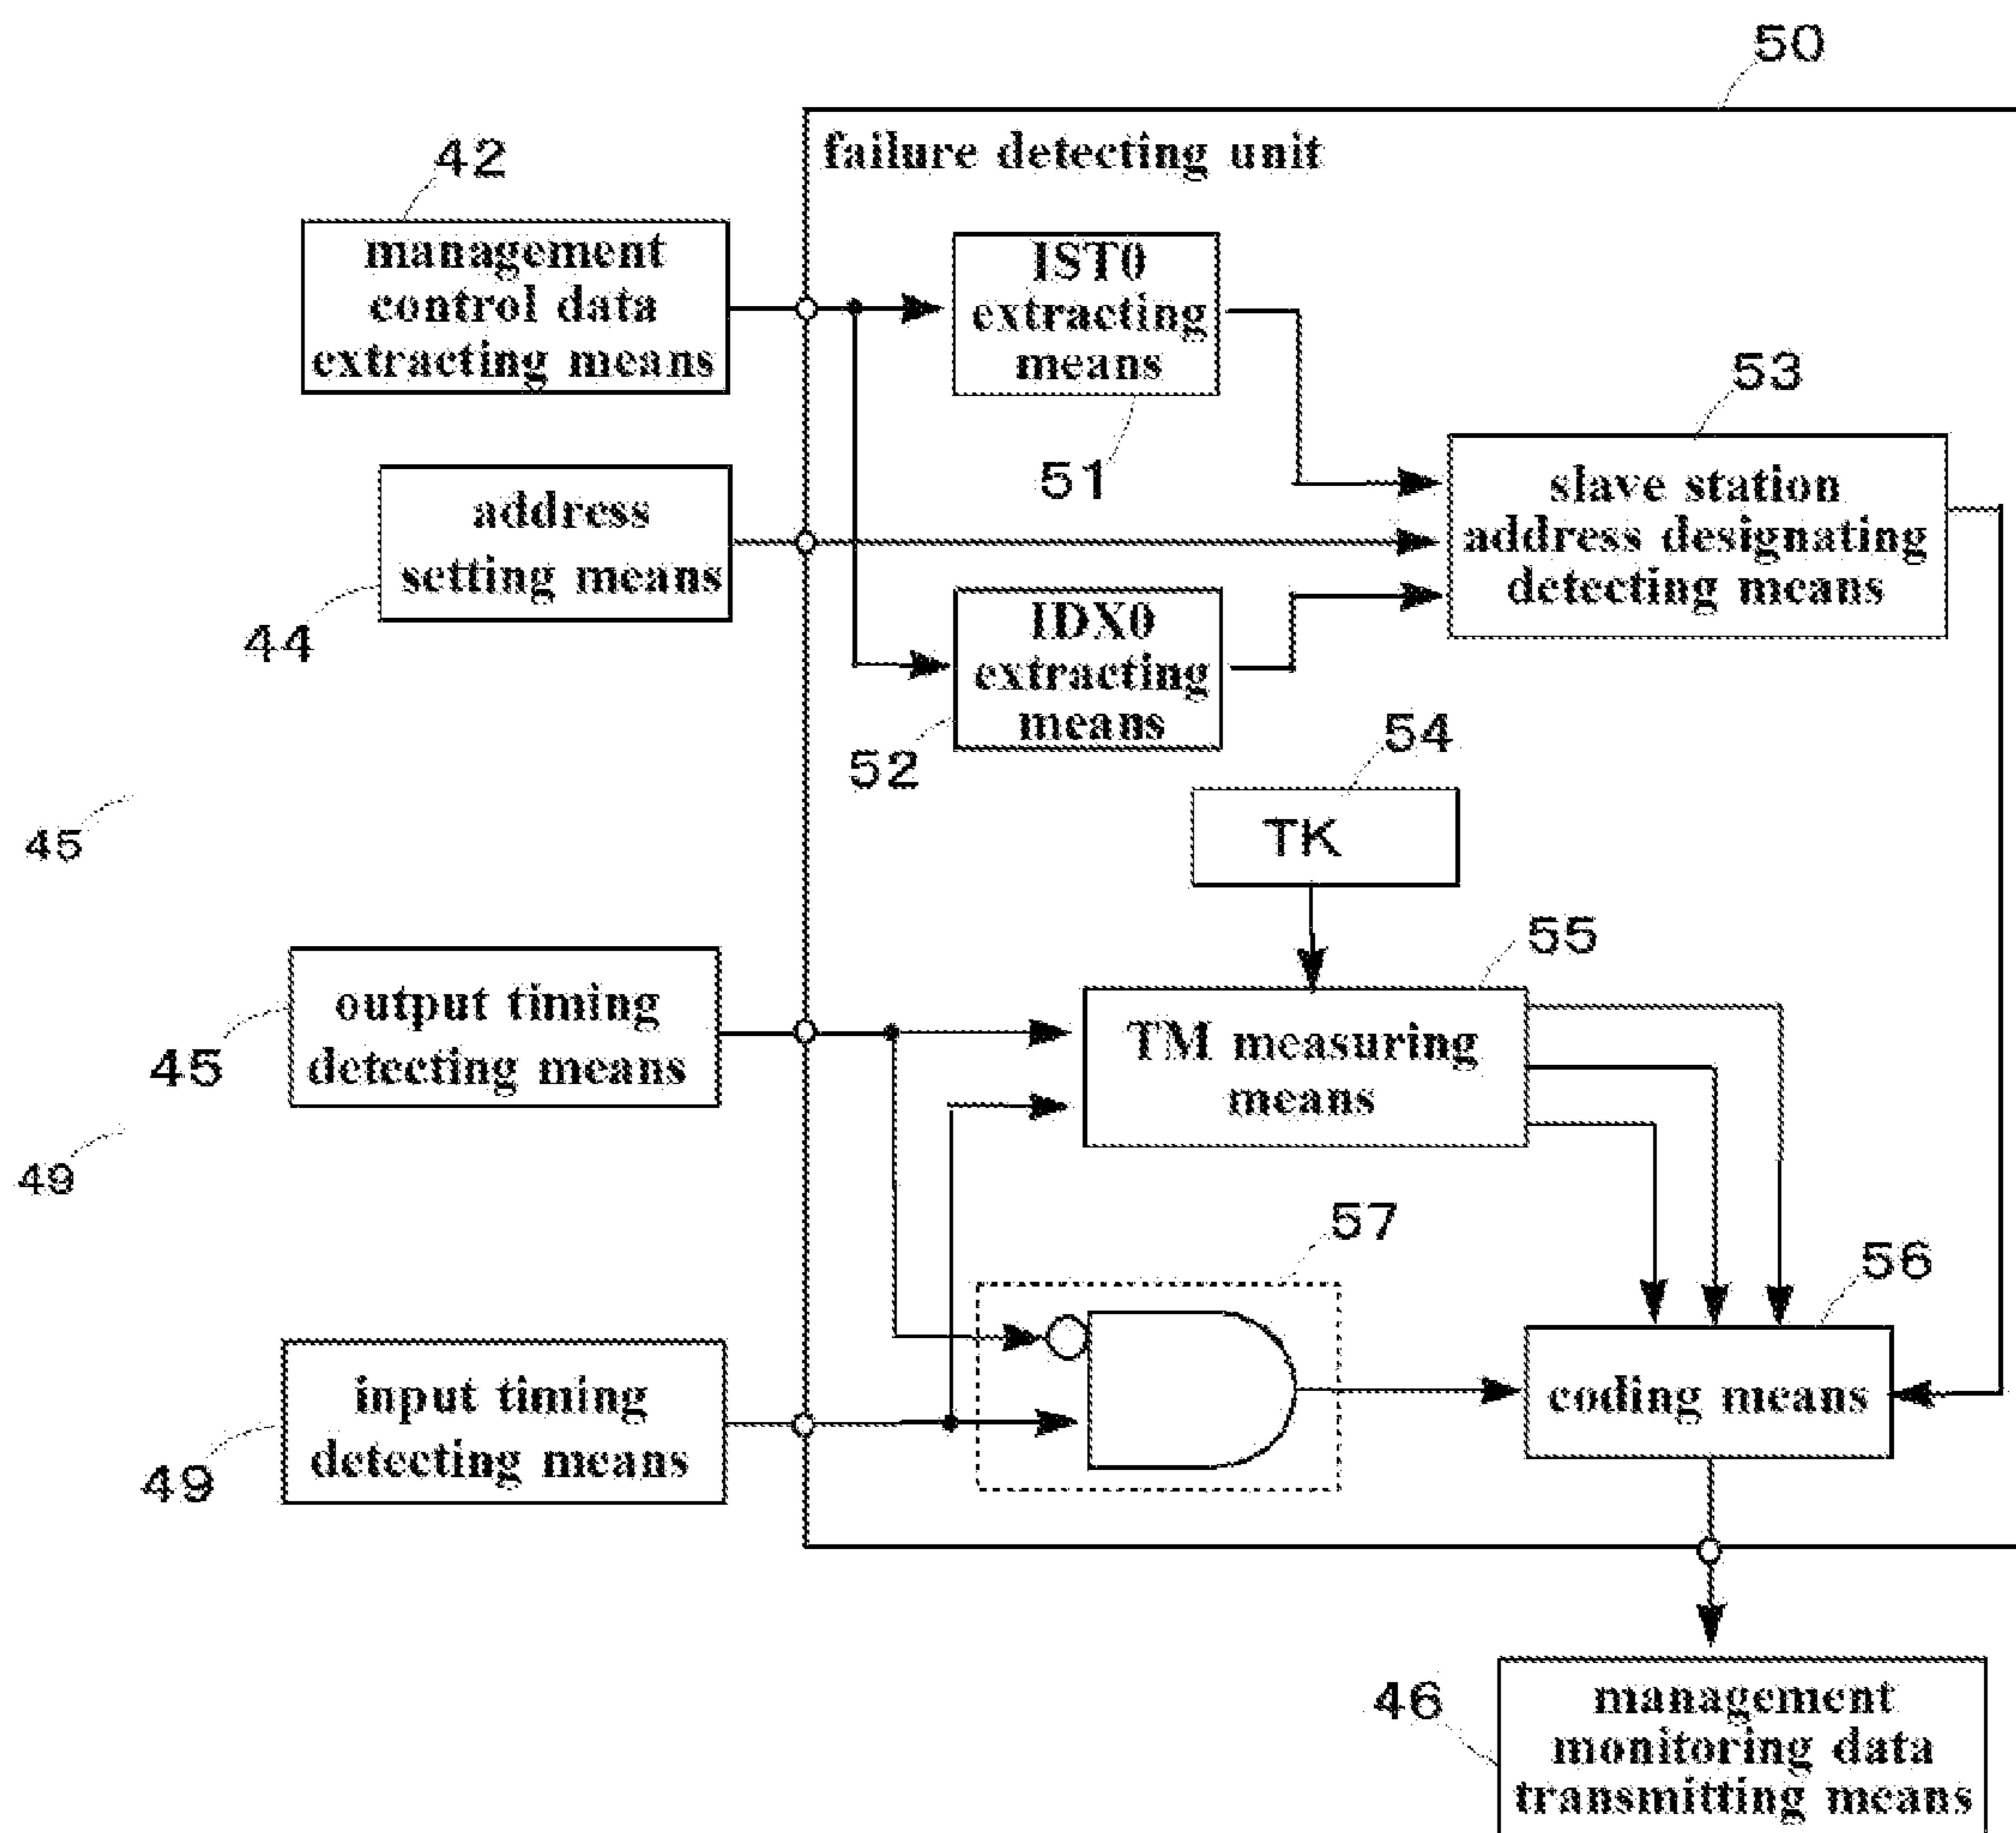 50
failure detecting unit
42
management
control data
extracting means
IST0
extracting
means
51
53
slave station
address designating
detecting means
address
setting means
44
IDX0
extracting
means
52
54
TK
45
55
output timing
detecting means
45
TM measuring
means
49
57
56
input timing
detecting means
49
coding means
46
management
monitoring data
transmitting means